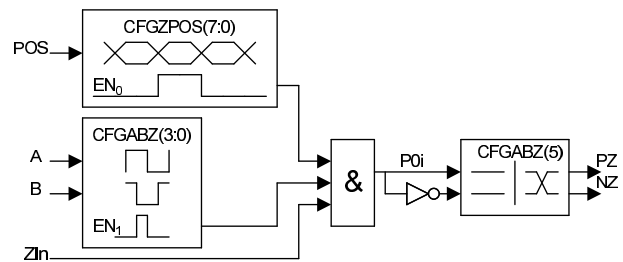 CFGZPOS(7:0)
POS
EN0
CFGABZ(3:0)
A
B
EN1
ZIn
&
P0i
CFGABZ(5)
PZ
NZ